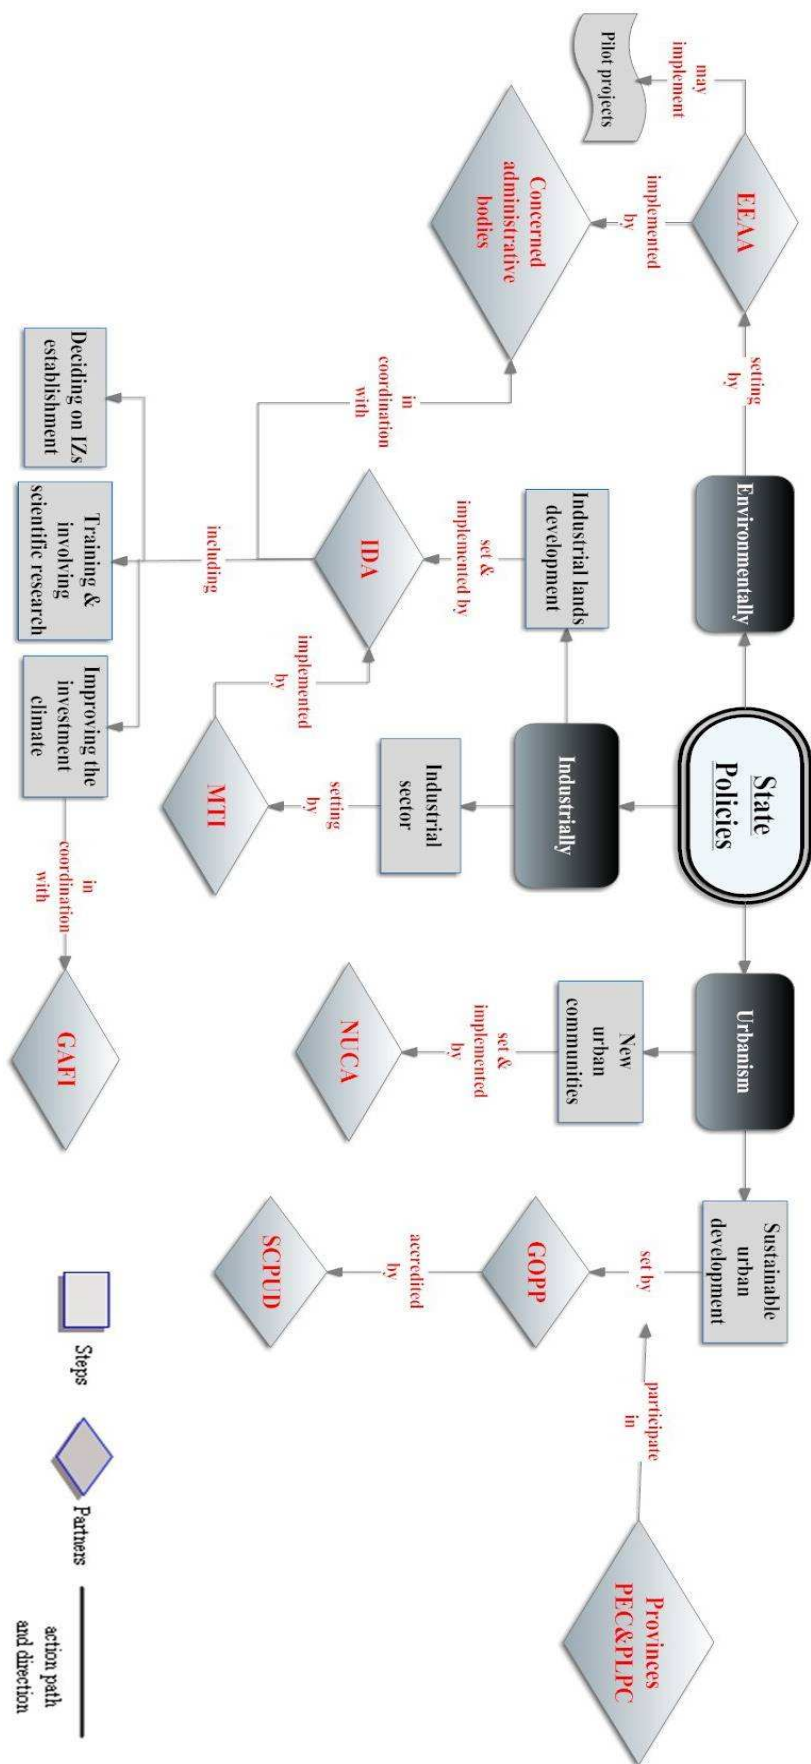 State
Policies
Environmentally
setting
by
EEAA
may
implement
Pilot projects
implemented
by
Concerned
administrative
bodies
Industrially
Industrial lands
development
set &
implemented by
IDA
in
coordination
with
including
Deciding on IZs
establishment
Training &
involving
scientific research
Improving the
investment
climate
in
coordination
with
GAFI
Industrial
sector
setting
by
MTI
implemented
by
Urbanism
New
urban
communities
set &
implemented
by
NUCA
Sustainable
urban
development
set by
GOPP
accredited
by
SCPUD
participate
in
Provinces
PEC&PLPC
Steps
Partners
action path
and direction